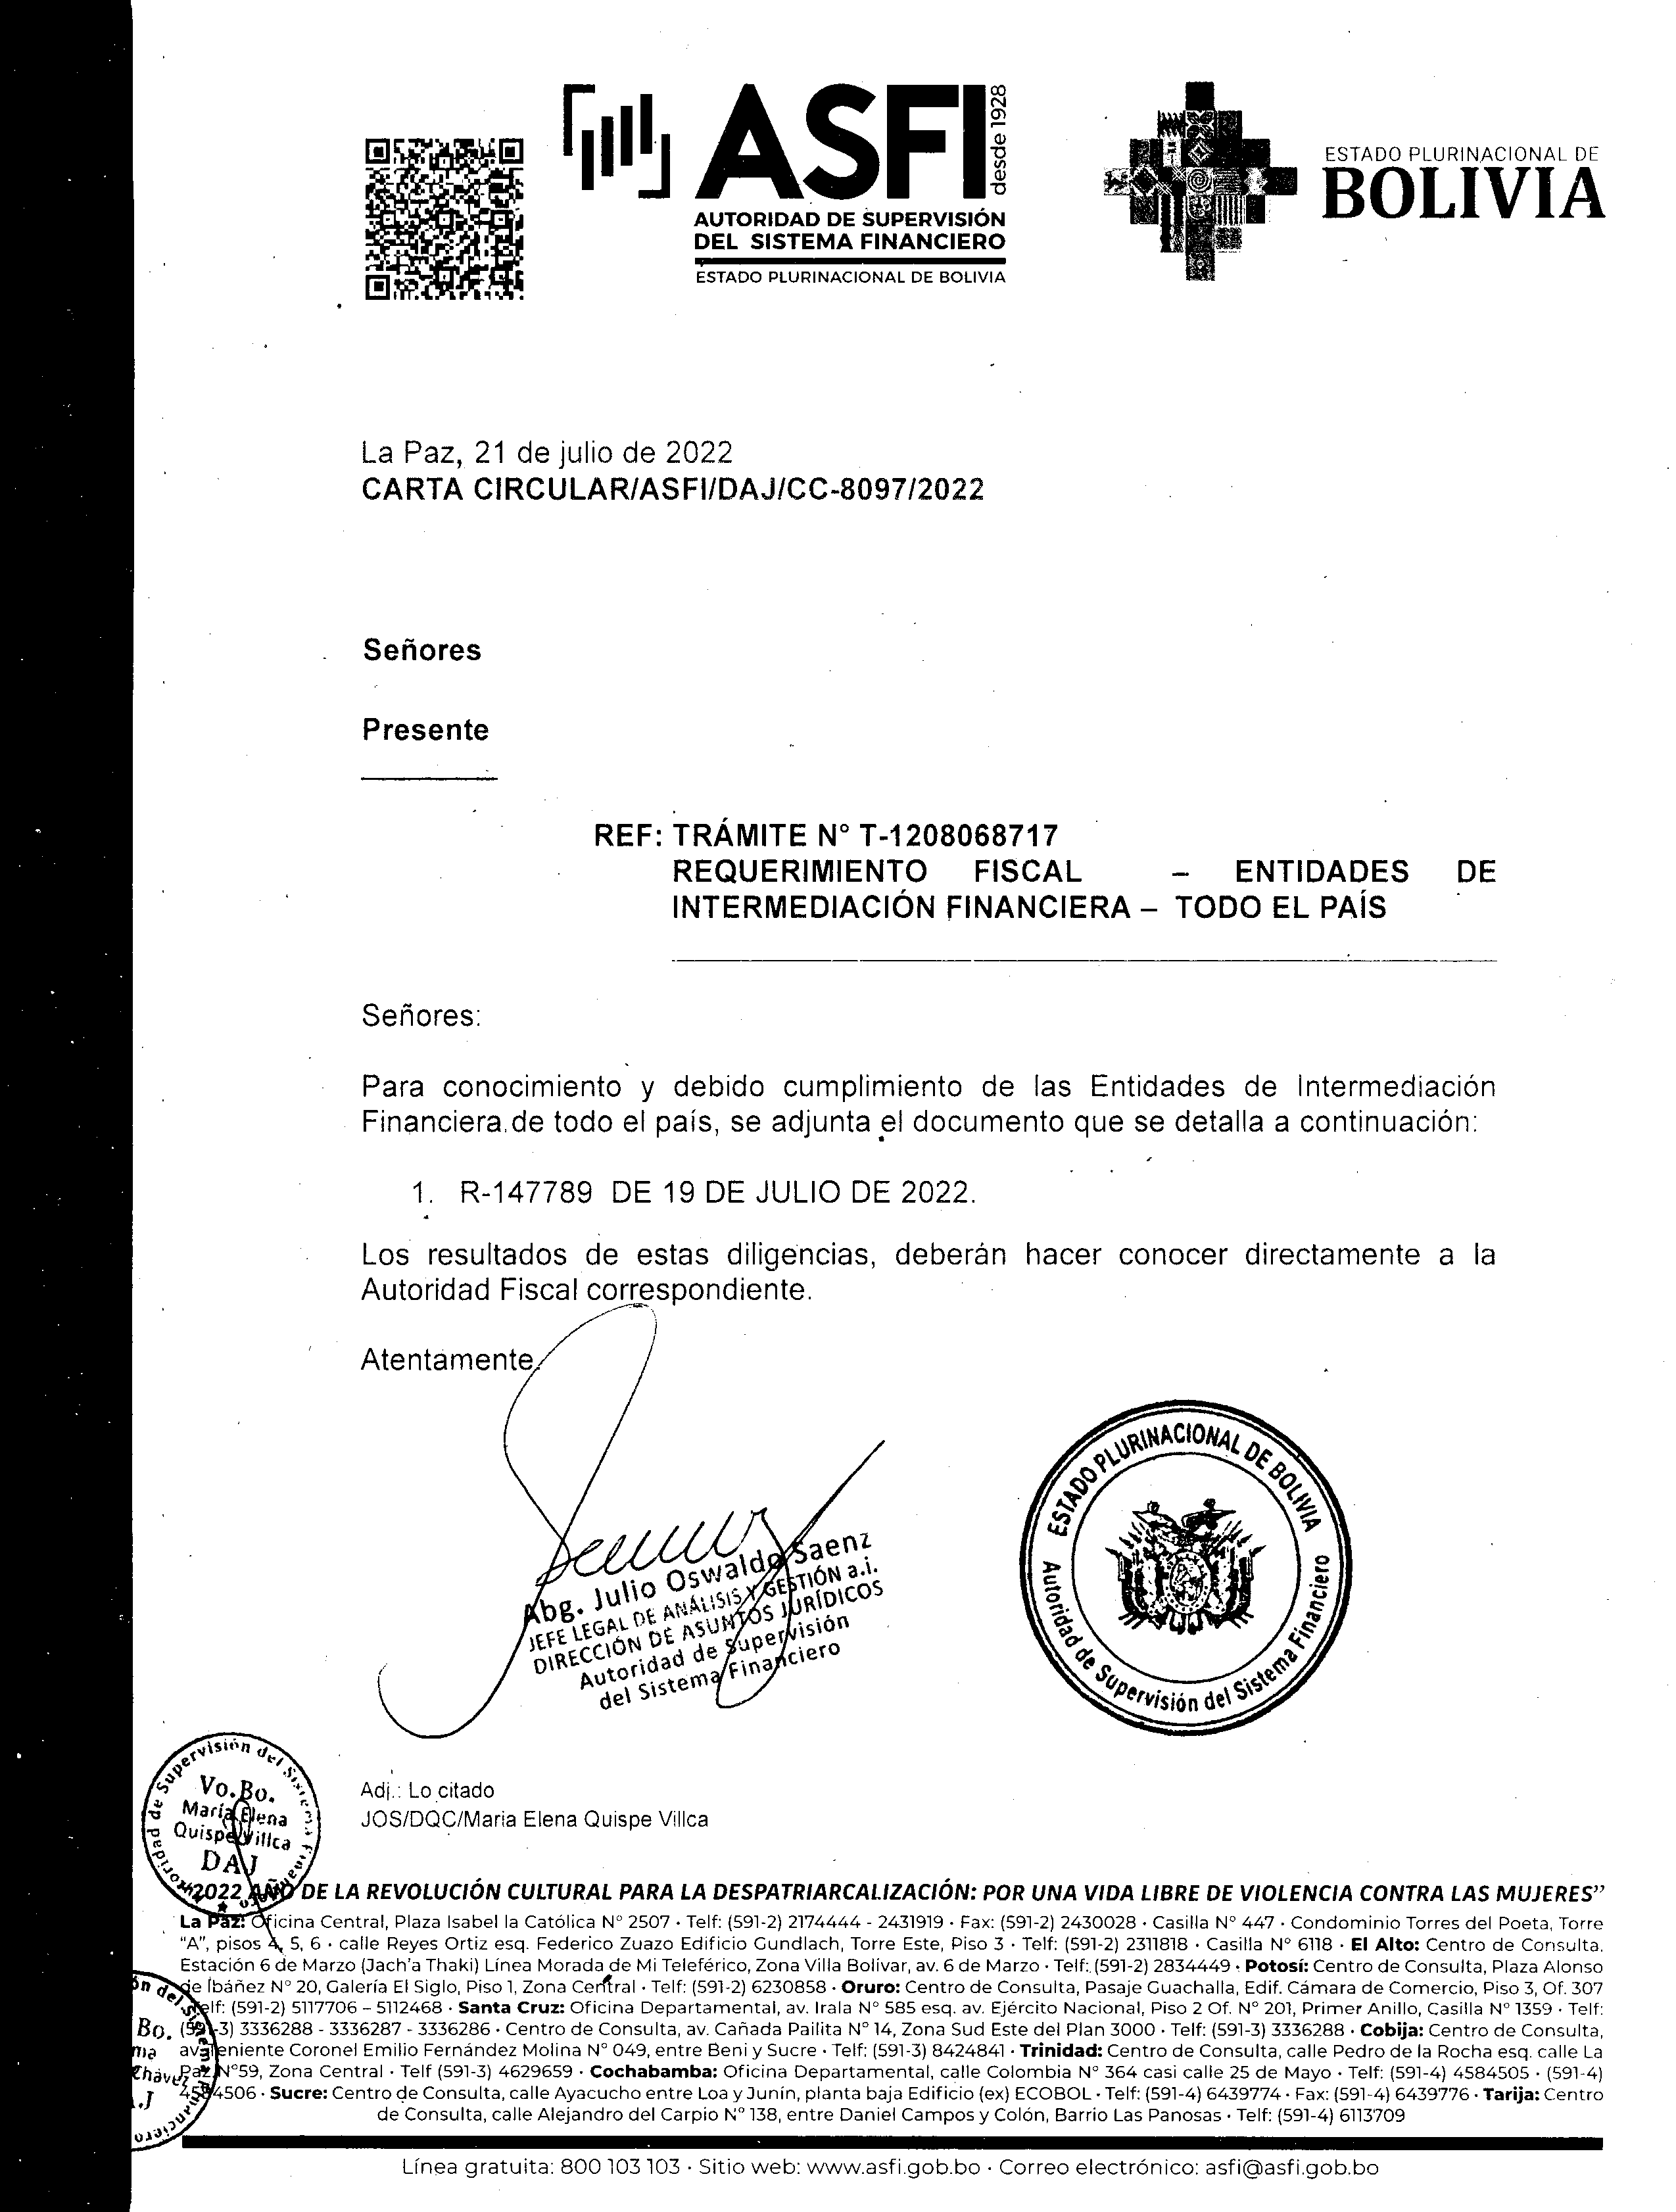 ASFI
desde 1928
AUTORIDAD DE SUPERVISIÓN
DEL SISTEMA FINANCIERO
ESTADO PLURINACIONAL DE BOLIVIA
ESTADO PLURINACIONAL DE
BOLIVIA
La Paz, 21 de julio de 2022
CARTA CIRCULAR/ASFI/DAJ/CC-8097/2022
Señores
Presente
REF: TRÁMITE N° T-1208068717
REQUERIMIENTO FISCAL – ENTIDADES DE
INTERMEDIACIÓN FINANCIERA – TODO EL PAÍS
Señores:
Para conocimiento y debido cumplimiento de las Entidades de Intermediación
Financiera de todo el país, se adjunta el documento que se detalla a continuación:
1. R-147789 DE 19 DE JULIO DE 2022.
Los resultados de estas diligencias, deberán hacer conocer directamente a la
Autoridad Fiscal correspondiente.
Atentamente,
Abg. Julio Oswaldo Saenz
JEFE LEGAL DE ANÁLISIS Y GESTIÓN a.i.
DIRECCIÓN DE ASUNTOS JURÍDICOS
Autoridad de Supervisión
del Sistema Financiero
ESTADO PLURINACIONAL DE BOLIVIA
Autoridad de Supervisión del Sistema Financiero
Autoridad de Supervisión del Sistema Financiero
Vo.Bo.
María Elena
Quispe Villca
DAJ
Adj.: Lo citado
JOS/DQC/Maria Elena Quispe Villca
"2022 AÑO DE LA REVOLUCIÓN CULTURAL PARA LA DESPATRIARCALIZACIÓN: POR UNA VIDA LIBRE DE VIOLENCIA CONTRA LAS MUJERES"
La Paz: Oficina Central, Plaza Isabel la Católica N° 2507 · Telf: (591-2) 2174444 - 2431919 · Fax: (591-2) 2430028 · Casilla N° 447 · Condominio Torres del Poeta, Torre
"A", pisos 4, 5, 6 · calle Reyes Ortiz esq. Federico Zuazo Edificio Gundlach, Torre Este, Piso 3 · Telf: (591-2) 2311818 · Casilla N° 6118 · El Alto: Centro de Consulta,
Estación 6 de Marzo (Jach'a Thaki) Línea Morada de Mi Teleférico, Zona Villa Bolívar, av. 6 de Marzo · Telf: (591-2) 2834449 · Potosí: Centro de Consulta, Plaza Alonso
de Ibáñez N° 20, Galería El Siglo, Piso 1, Zona Central · Telf: (591-2) 6230858 · Oruro: Centro de Consulta, Pasaje Guachalla, Edif. Cámara de Comercio, Piso 3, Of. 307
Telf: (591-2) 5117706 – 5112468 · Santa Cruz: Oficina Departamental, av. Irala N° 585 esq. av. Ejército Nacional, Piso 2 Of. N° 201, Primer Anillo, Casilla N° 1359 · Telf:
(591-3) 3336288 - 3336287 - 3336286 · Centro de Consulta, av. Cañada Pailita N° 14, Zona Sud Este del Plan 3000 · Telf: (591-3) 3336288 · Cobija: Centro de Consulta,
av. Teniente Coronel Emilio Fernández Molina N° 049, entre Beni y Sucre · Telf: (591-3) 8424841 · Trinidad: Centro de Consulta, calle Pedro de la Rocha esq. calle La
Paz N°59, Zona Central · Telf (591-3) 4629659 · Cochabamba: Oficina Departamental, calle Colombia N° 364 casi calle 25 de Mayo · Telf: (591-4) 4584505 · (591-4)
4584506 · Sucre: Centro de Consulta, calle Ayacucho entre Loa y Junín, planta baja Edificio (ex) ECOBOL · Telf: (591-4) 6439774 · Fax: (591-4) 6439776 · Tarija: Centro
de Consulta, calle Alejandro del Carpio N° 138, entre Daniel Campos y Colón, Barrio Las Panosas · Telf: (591-4) 6113709
Línea gratuita: 800 103 103 · Sitio web: www.asfi.gob.bo · Correo electrónico: asfi@asfi.gob.bo